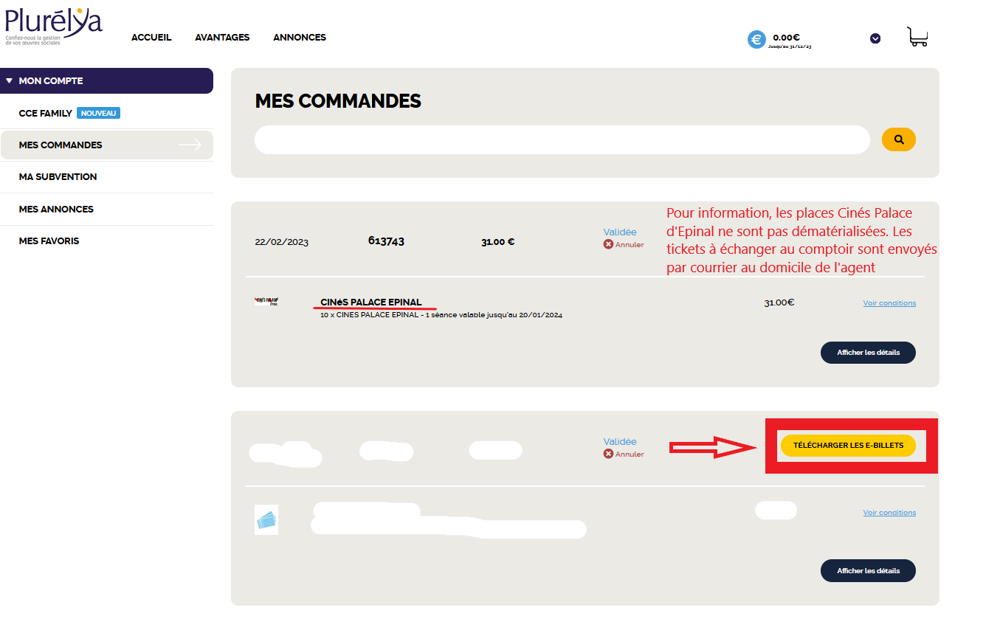 Plurélya
Confiez-nous la gestion
de vos œuvres sociales
ACCUEIL
AVANTAGES
ANNONCES
0.00€
Jusqu'au 31/12/23
MON COMPTE
CCE FAMILY NOUVEAU
MES COMMANDES
MA SUBVENTION
MES ANNONCES
MES FAVORIS
MES COMMANDES
22/02/2023
613743
31.00 €
Validée
Annuler
Pour information, les places Cinés Palace
d'Epinal ne sont pas dématérialisées. Les
tickets à échanger au comptoir sont envoyés
par courrier au domicile de l'agent
CINÉS PALACE
EPINAL
CINéS PALACE EPINAL
10 x CINES PALACE EPINAL - 1 séance valable jusqu'au 20/01/2024
31.00€
Voir conditions
Afficher les détails
Validée
Annuler
TÉLÉCHARGER LES E-BILLETS
Voir conditions
Afficher les détails